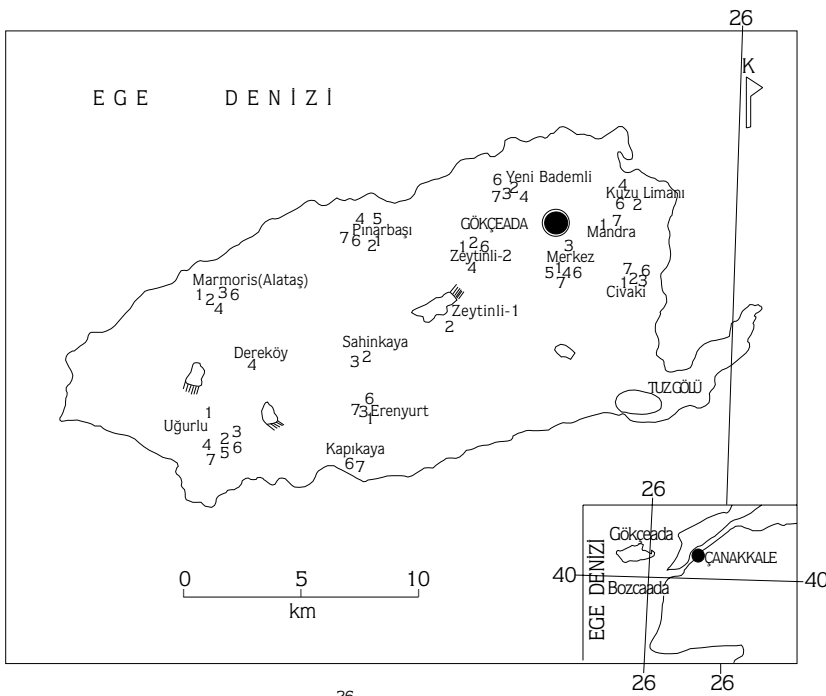 26
K
EGE DENİZİ
6 Yeni Bademli
2
7 3 4
4
Kuzu Limanı
6 2
4 5
Pınarbaşı
7 6 1
2
GÖKÇEADA
1 7
Mandra
1 2 6
Zeytinli-2
4
3
Merkez
5 1 4 6
7
7 6
2 3
1
Civaki
Marmoris(Alataş)
1 2 3 6
4
Zeytinli-1
2
Sahinkaya
3 2
Dereköy
4
TUZ GÖLÜ
6
7 3 Erenyurt
1
1
Uğurlu
4 2 3
5 6
7
Kapıkaya
6 7
26
Gökçeada
ÇANAKKALE
EGE DENİZİ
40 40
Bozcaada
0 5 10
km
26 26
26